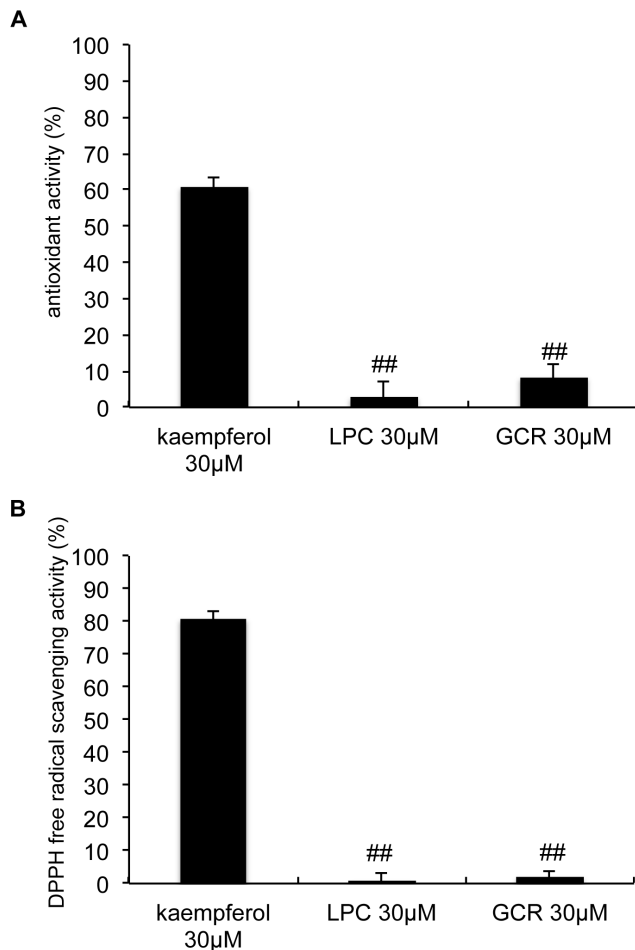 A
antioxidant activity (%)
100
90
80
70
60
50
40
30
20
10
0
##
##
kaempferol
30µM
LPC 30µM
GCR 30µM
B
DPPH free radical scavenging activity (%)
100
90
80
70
60
50
40
30
20
10
0
##
##
kaempferol
30µM
LPC 30µM
GCR 30µM